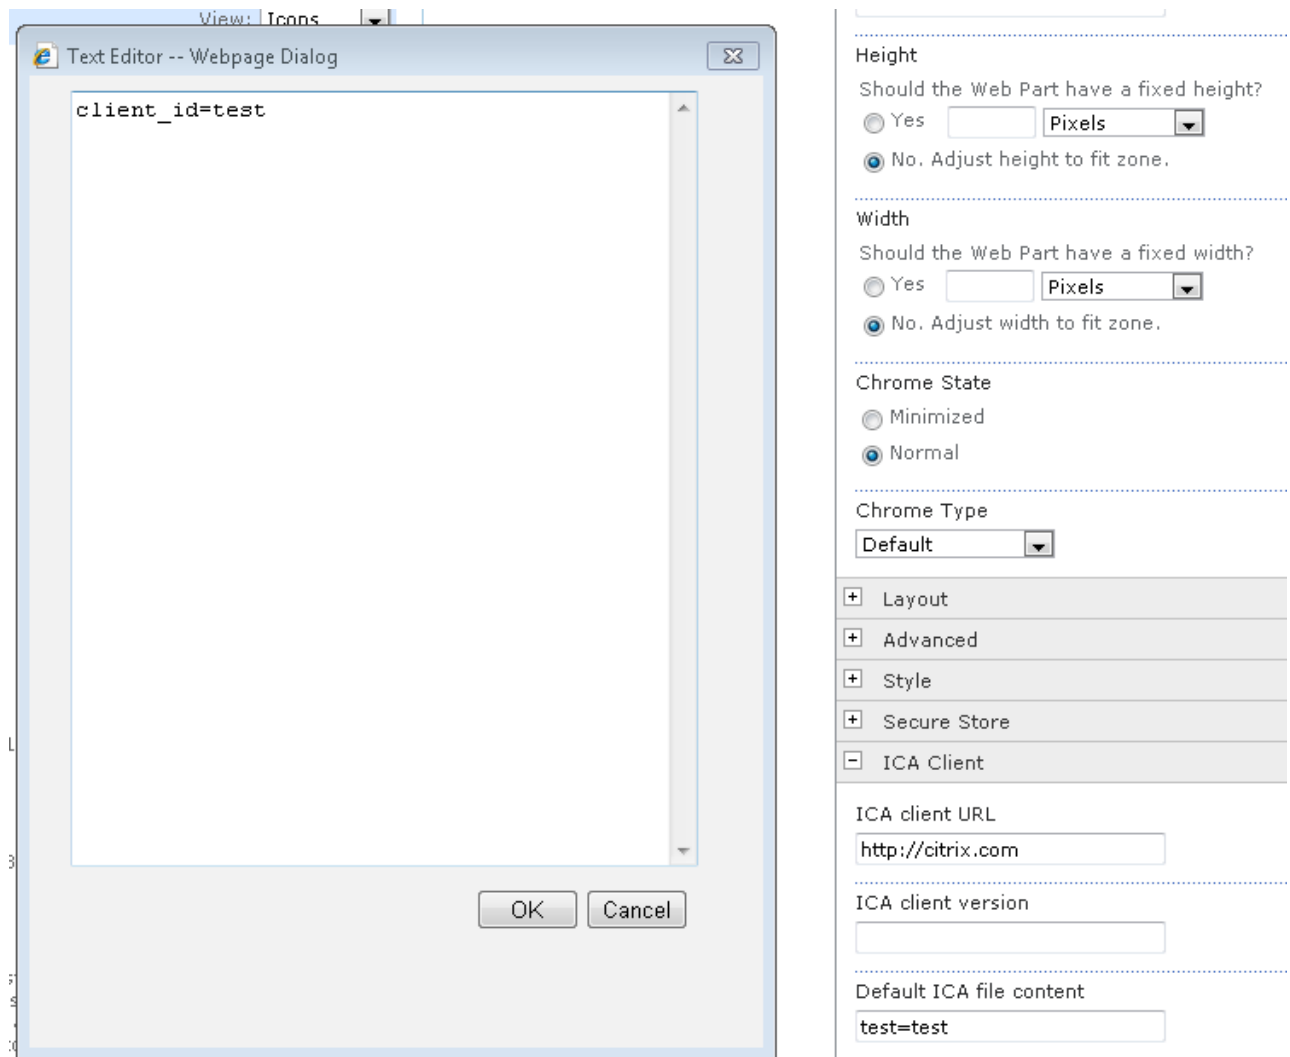 View: Icons
Text Editor -- Webpage Dialog
client_id=test
OK Cancel
Height
Should the Web Part have a fixed height?
Yes Pixels
No. Adjust height to fit zone.
Width
Should the Web Part have a fixed width?
Yes Pixels
No. Adjust width to fit zone.
Chrome State
Minimized
Normal
Chrome Type
Default
Layout
Advanced
Style
Secure Store
ICA Client
ICA client URL
http://citrix.com
ICA client version
Default ICA file content
test=test